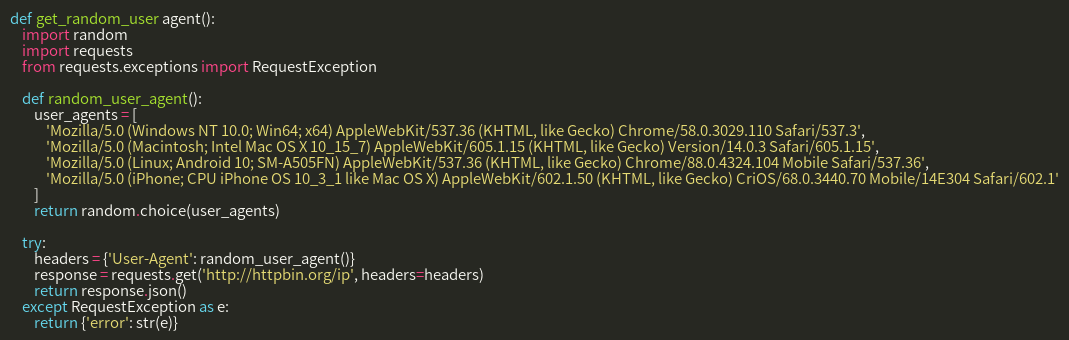 def get_random_user agent():
    import random
    import requests
    from requests.exceptions import RequestException

    def random_user_agent():
        user_agents = [
            'Mozilla/5.0 (Windows NT 10.0; Win64; x64) AppleWebKit/537.36 (KHTML, like Gecko) Chrome/58.0.3029.110 Safari/537.3',
            'Mozilla/5.0 (Macintosh; Intel Mac OS X 10_15_7) AppleWebKit/605.1.15 (KHTML, like Gecko) Version/14.0.3 Safari/605.1.15',
            'Mozilla/5.0 (Linux; Android 10; SM-A505FN) AppleWebKit/537.36 (KHTML, like Gecko) Chrome/88.0.4324.104 Mobile Safari/537.36',
            'Mozilla/5.0 (iPhone; CPU iPhone OS 10_3_1 like Mac OS X) AppleWebKit/602.1.50 (KHTML, like Gecko) CriOS/68.0.3440.70 Mobile/14E304 Safari/602.1'
        ]
        return random.choice(user_agents)

    try:
        headers = {'User-Agent': random_user_agent()}
        response = requests.get('http://httpbin.org/ip', headers=headers)
        return response.json()
    except RequestException as e:
        return {'error': str(e)}